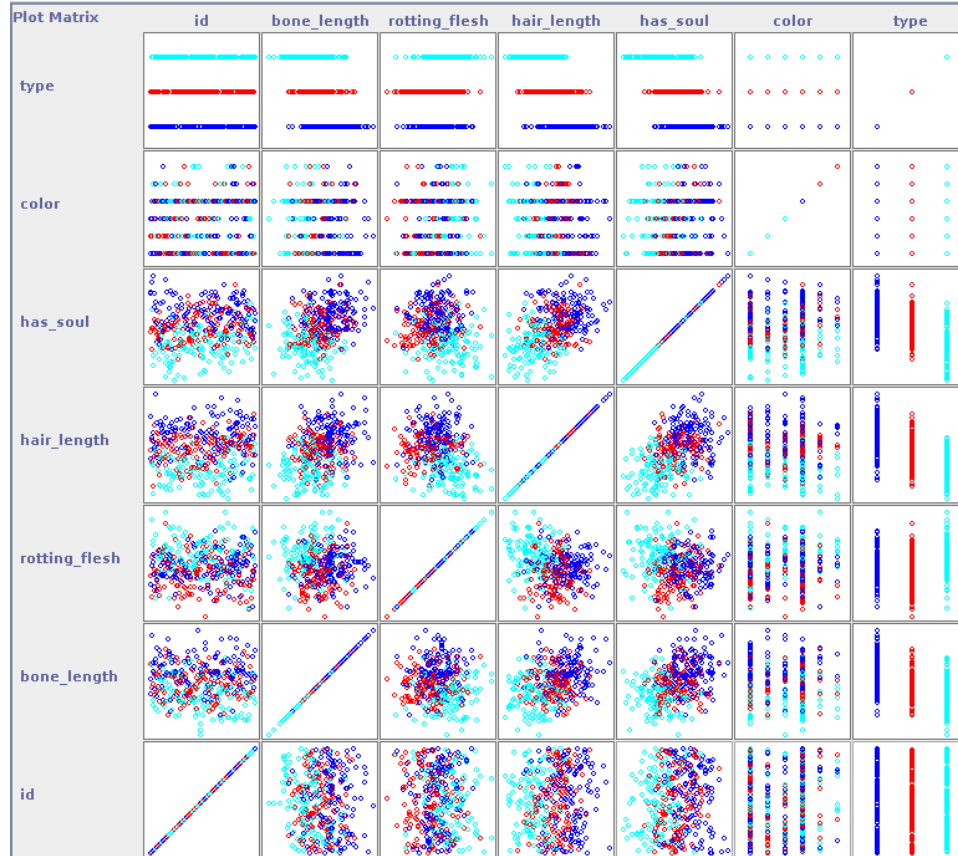 Plot Matrix id bone_length rotting_flesh hair_length has_soul color type
type
color
has_soul
hair_length
rotting_flesh
bone_length
id